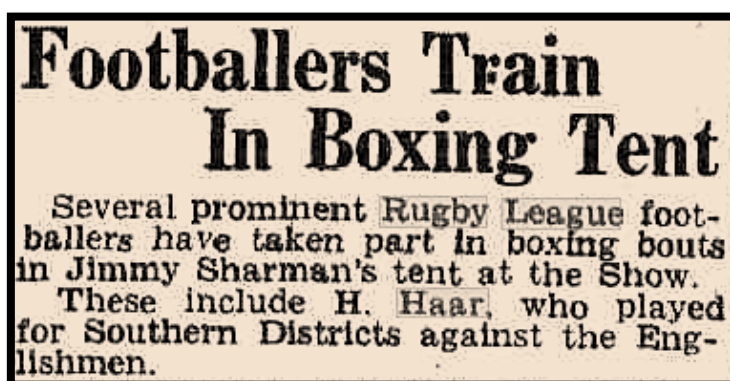 Footballers Train
In Boxing Tent
Several prominent Rugby League foot-
ballers have taken part in boxing bouts
in Jimmy Sharman's tent at the Show.
These include H. Haar, who played
for Southern Districts against the Eng-
lishmen.